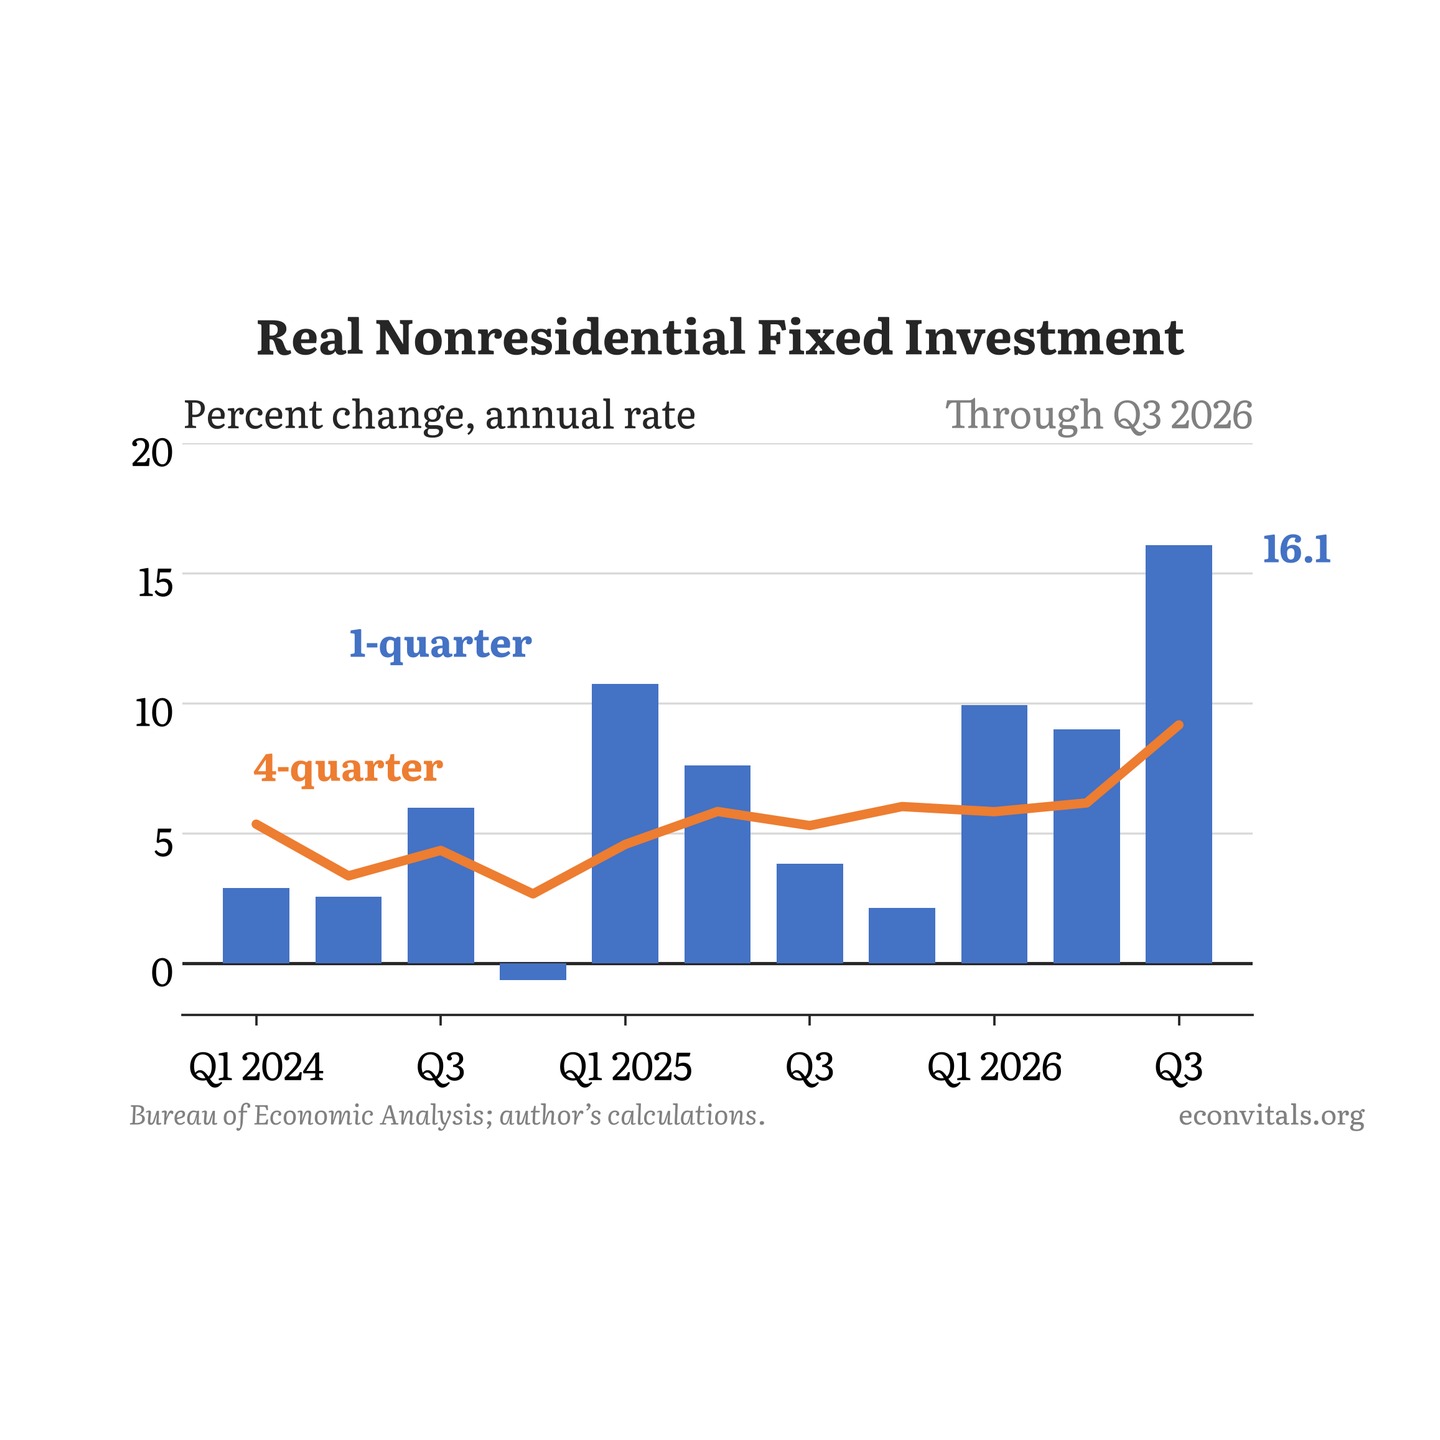 Real Nonresidential Fixed Investment
Percent change, annual rate
Through Q3 2026
20
15
1-quarter
16.1
10
4-quarter
5
0
Q1 2024
Q3
Q1 2025
Q3
Q1 2026
Q3
Bureau of Economic Analysis; author’s calculations.
econvitals.org